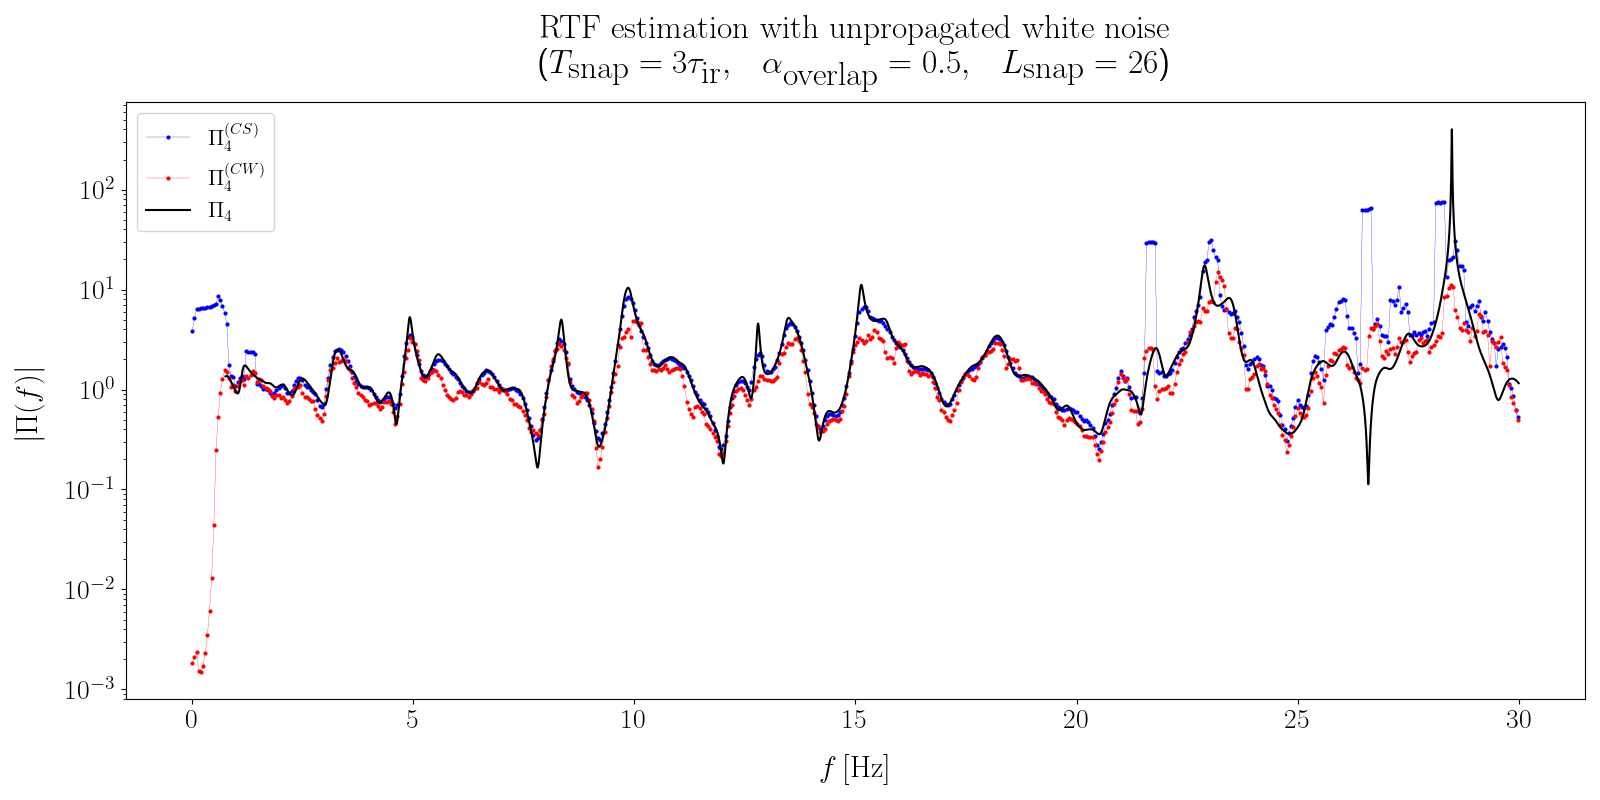 RTF estimation with unpropagated white noise
(T_snap = 3τ_ir, α_overlap = 0.5, L_snap = 26)
Π_4^(CS)
Π_4^(CW)
Π_4
|Π(f)|
10^2
10^1
10^0
10^−1
10^−2
10^−3
0 5 10 15 20 25 30
f [Hz]